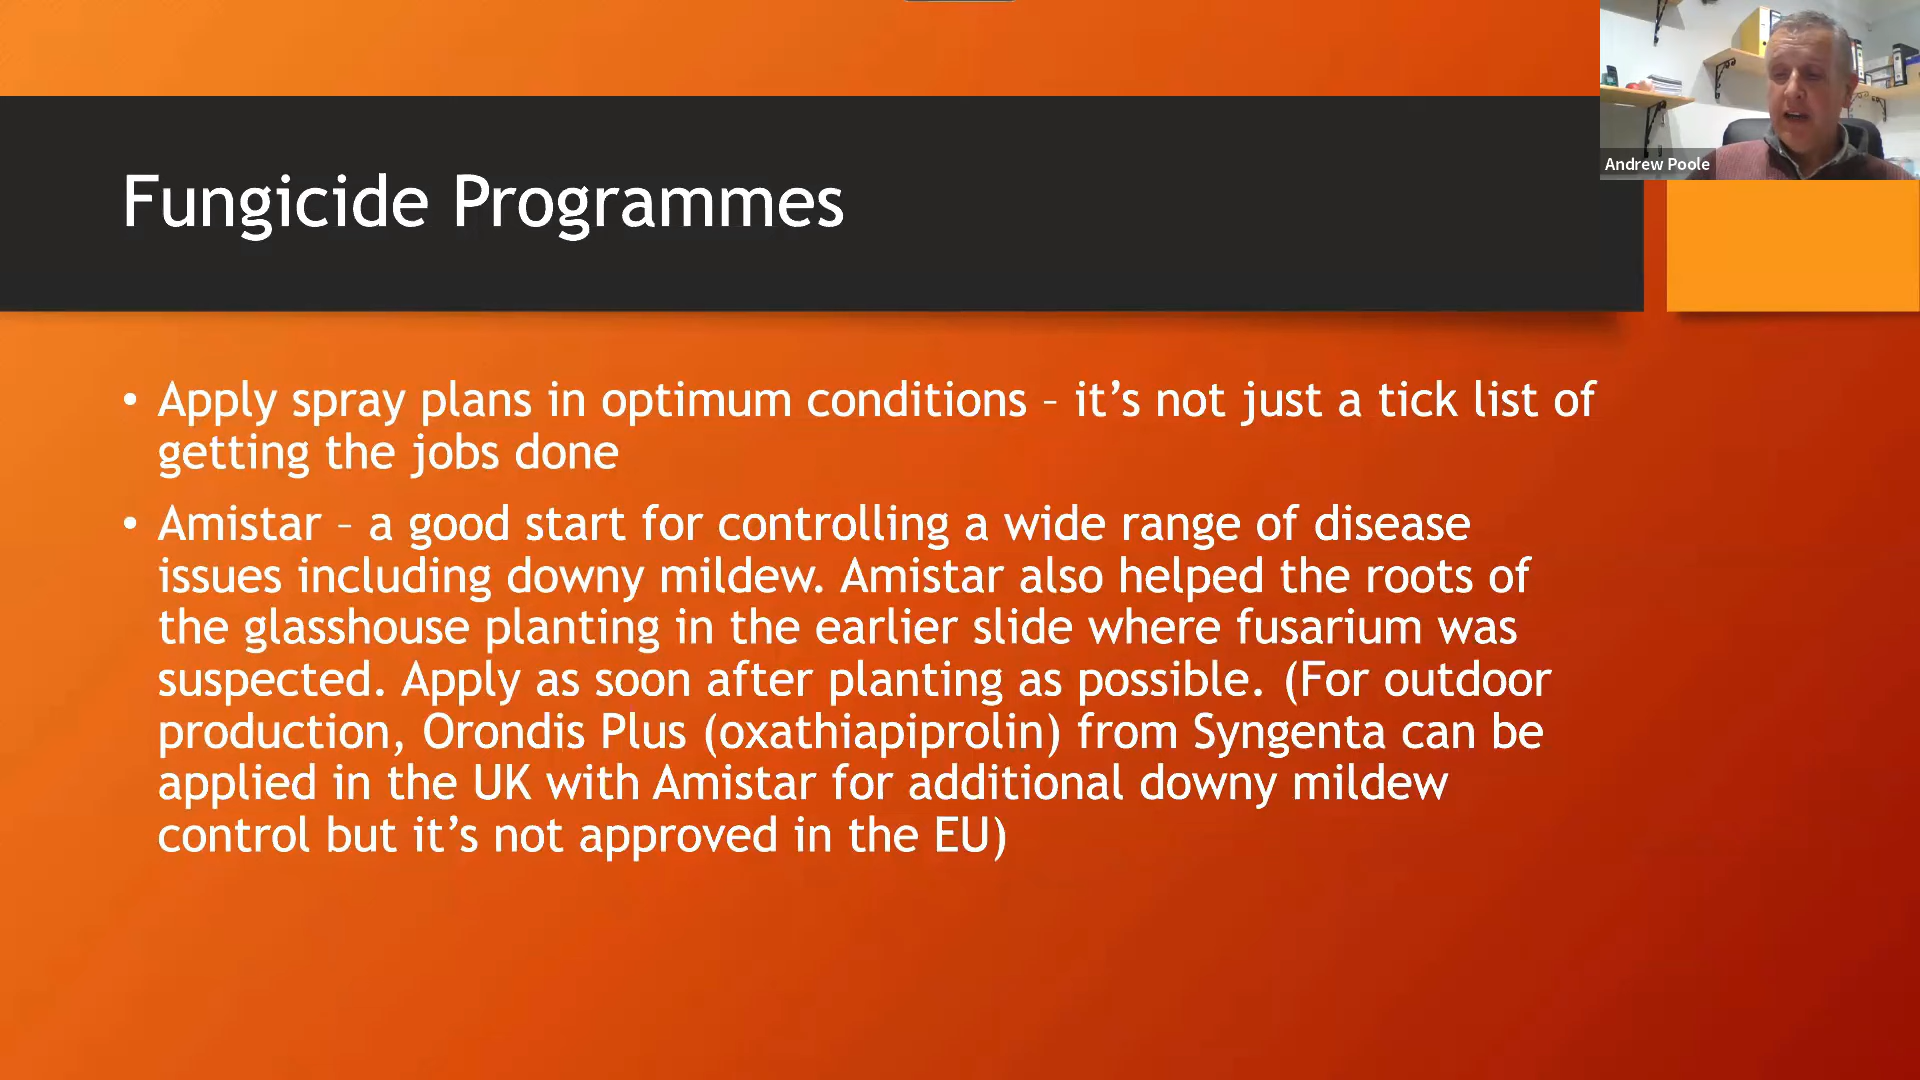 Andrew Poole
Fungicide Programmes
• Apply spray plans in optimum conditions – it’s not just a tick list of
getting the jobs done
• Amistar – a good start for controlling a wide range of disease
issues including downy mildew. Amistar also helped the roots of
the glasshouse planting in the earlier slide where fusarium was
suspected. Apply as soon after planting as possible. (For outdoor
production, Orondis Plus (oxathiapiprolin) from Syngenta can be
applied in the UK with Amistar for additional downy mildew
control but it’s not approved in the EU)